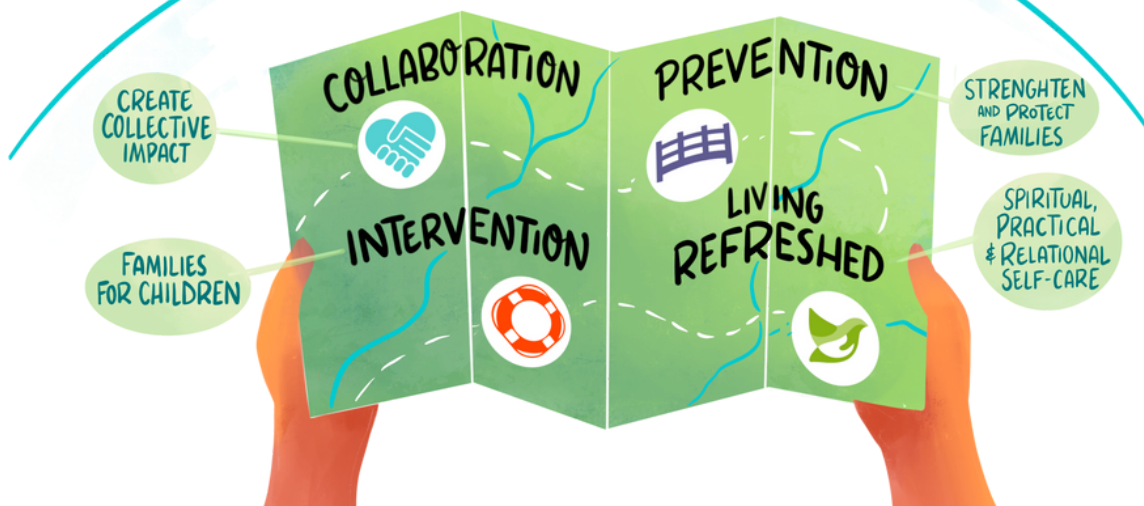 COLLABORATION
CREATE
COLLECTIVE
IMPACT
PREVENTION
STRENGHTEN
AND PROTECT
FAMILIES
INTERVENTION
FAMILIES
FOR CHILDREN
LIVING
REFRESHED
SPIRITUAL,
PRACTICAL
& RELATIONAL
SELF-CARE